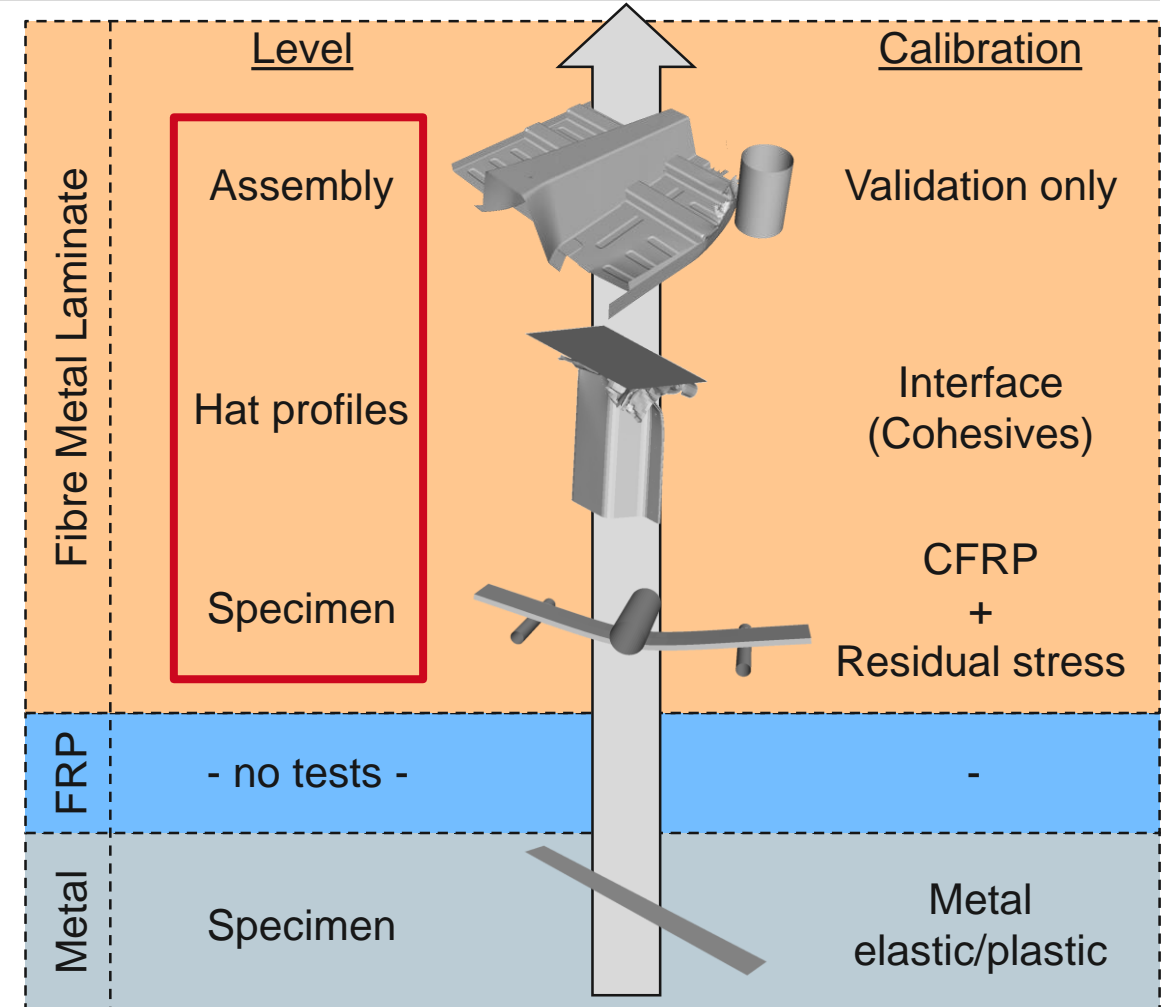 Level
Calibration
Fibre Metal Laminate
Assembly
Validation only
Hat profiles
Interface
(Cohesives)
Specimen
CFRP
+
Residual stress
FRP
- no tests -
-
Metal
Specimen
Metal
elastic/plastic